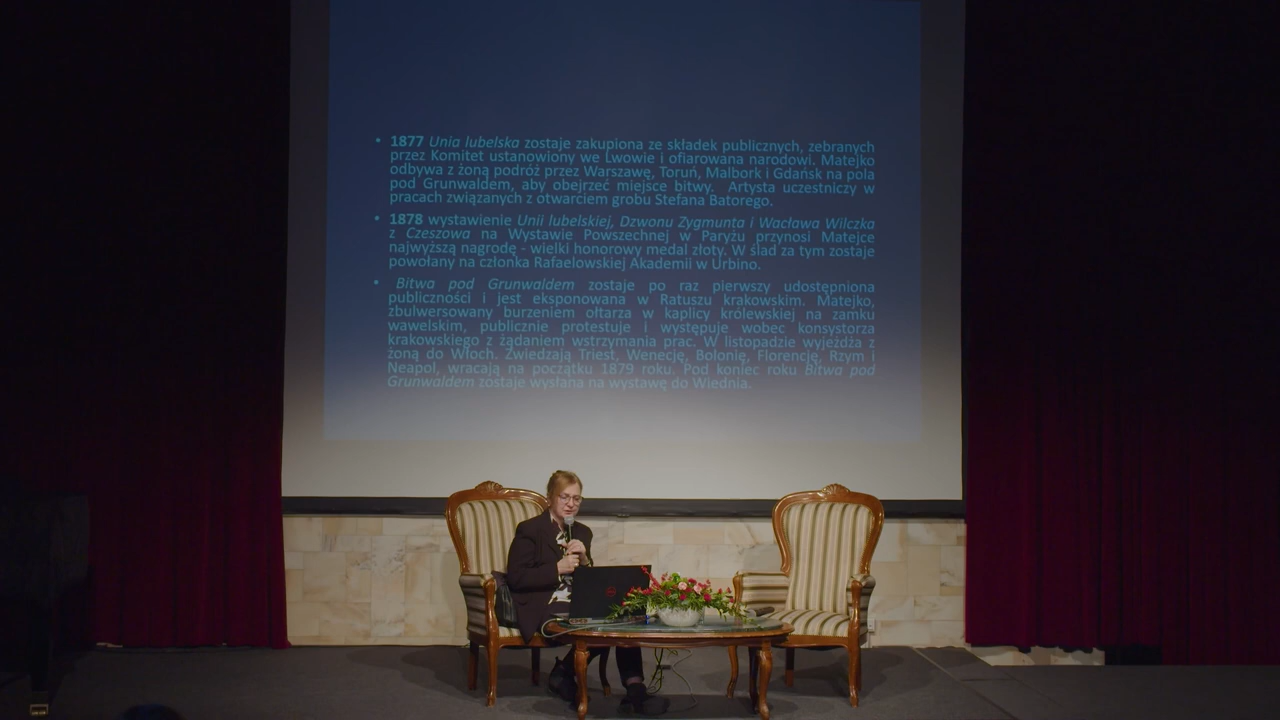 • 1877 Unia lubelska zostaje zakupiona ze składek publicznych, zebranych
przez Komitet ustanowiony we Lwowie i ofiarowana narodowi. Matejko
odbywa z żoną podróż przez Warszawę, Toruń, Malbork i Gdańsk na pola
pod Grunwaldem, aby obejrzeć miejsce bitwy. Artysta uczestniczy w
pracach związanych z otwarciem grobu Stefana Batorego.
• 1878 wystawienie Unii lubelskiej, Dzwonu Zygmunta i Wacława Wilczka
z Czeszowa na Wystawie Powszechnej w Paryżu przynosi Matejce
najwyższą nagrodę - wielki honorowy medal złoty. W ślad za tym zostaje
powołany na członka Rafaelowskiej Akademii w Urbino.
• Bitwa pod Grunwaldem zostaje po raz pierwszy udostępniona
publiczności i jest eksponowana w Ratuszu krakowskim. Matejko,
zbulwersowany burzeniem ołtarza w kaplicy królewskiej na zamku
wawelskim, publicznie protestuje i występuje wobec konsystorza
krakowskiego z żądaniem wstrzymania prac. W listopadzie wyjeżdża z
żoną do Włoch. Zwiedzają Triest, Wenecję, Bolonię, Florencję, Rzym i
Neapol, wracają na początku 1879 roku. Pod koniec roku Bitwa pod
Grunwaldem zostaje wysłana na wystawę do Wiednia.